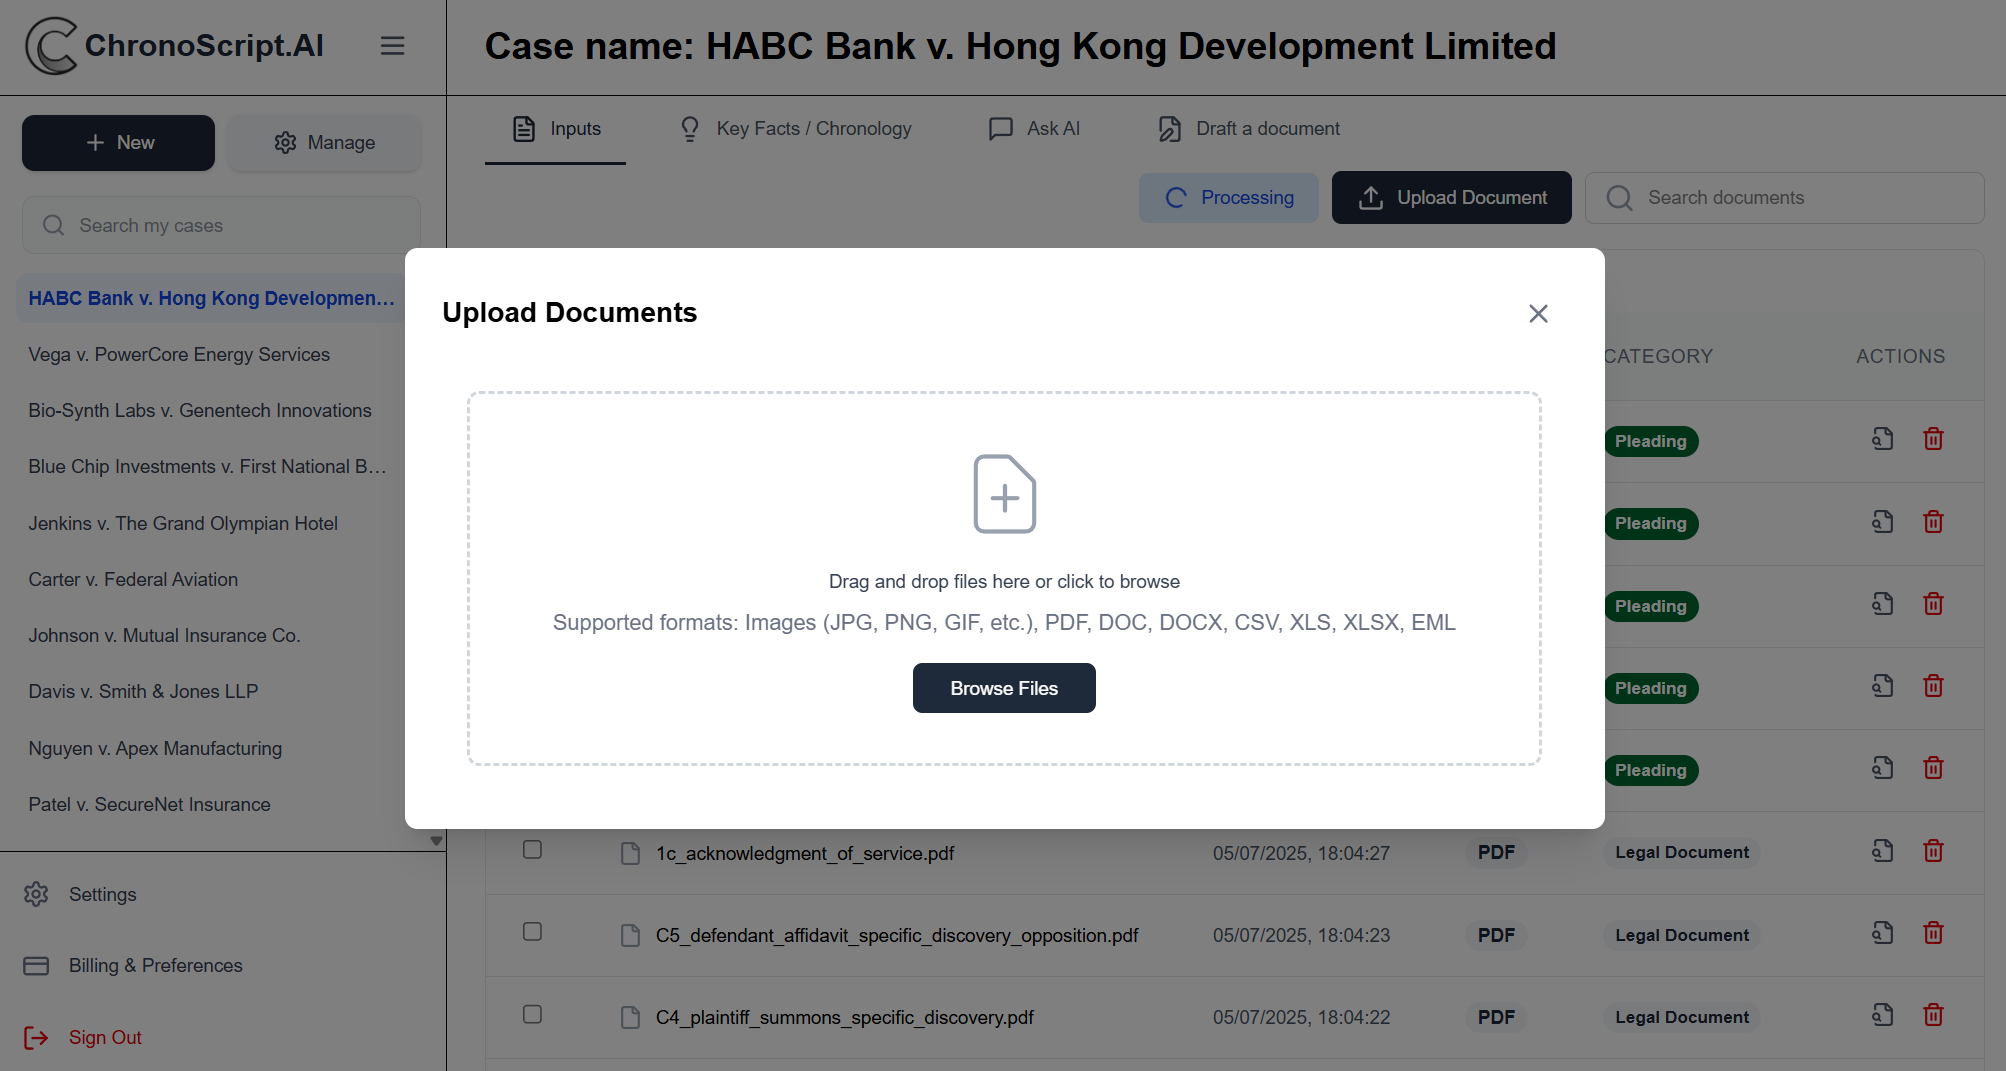 ChronoScript.AI
Case name: HABC Bank v. Hong Kong Development Limited
New
Manage
Inputs
Key Facts / Chronology
Ask AI
Draft a document
Processing
Upload Document
Search documents
Search my cases
HABC Bank v. Hong Kong Developmen...
Vega v. PowerCore Energy Services
Bio-Synth Labs v. Genentech Innovations
Blue Chip Investments v. First National B...
Jenkins v. The Grand Olympian Hotel
Carter v. Federal Aviation
Johnson v. Mutual Insurance Co.
Davis v. Smith & Jones LLP
Nguyen v. Apex Manufacturing
Patel v. SecureNet Insurance
Settings
Billing & Preferences
Sign Out
Upload Documents
Drag and drop files here or click to browse
Supported formats: Images (JPG, PNG, GIF, etc.), PDF, DOC, DOCX, CSV, XLS, XLSX, EML
Browse Files
CATEGORY ACTIONS
Pleading
Pleading
Pleading
Pleading
Pleading
1c_acknowledgment_of_service.pdf 05/07/2025, 18:04:27 PDF Legal Document
C5_defendant_affidavit_specific_discovery_opposition.pdf 05/07/2025, 18:04:23 PDF Legal Document
C4_plaintiff_summons_specific_discovery.pdf 05/07/2025, 18:04:22 PDF Legal Document